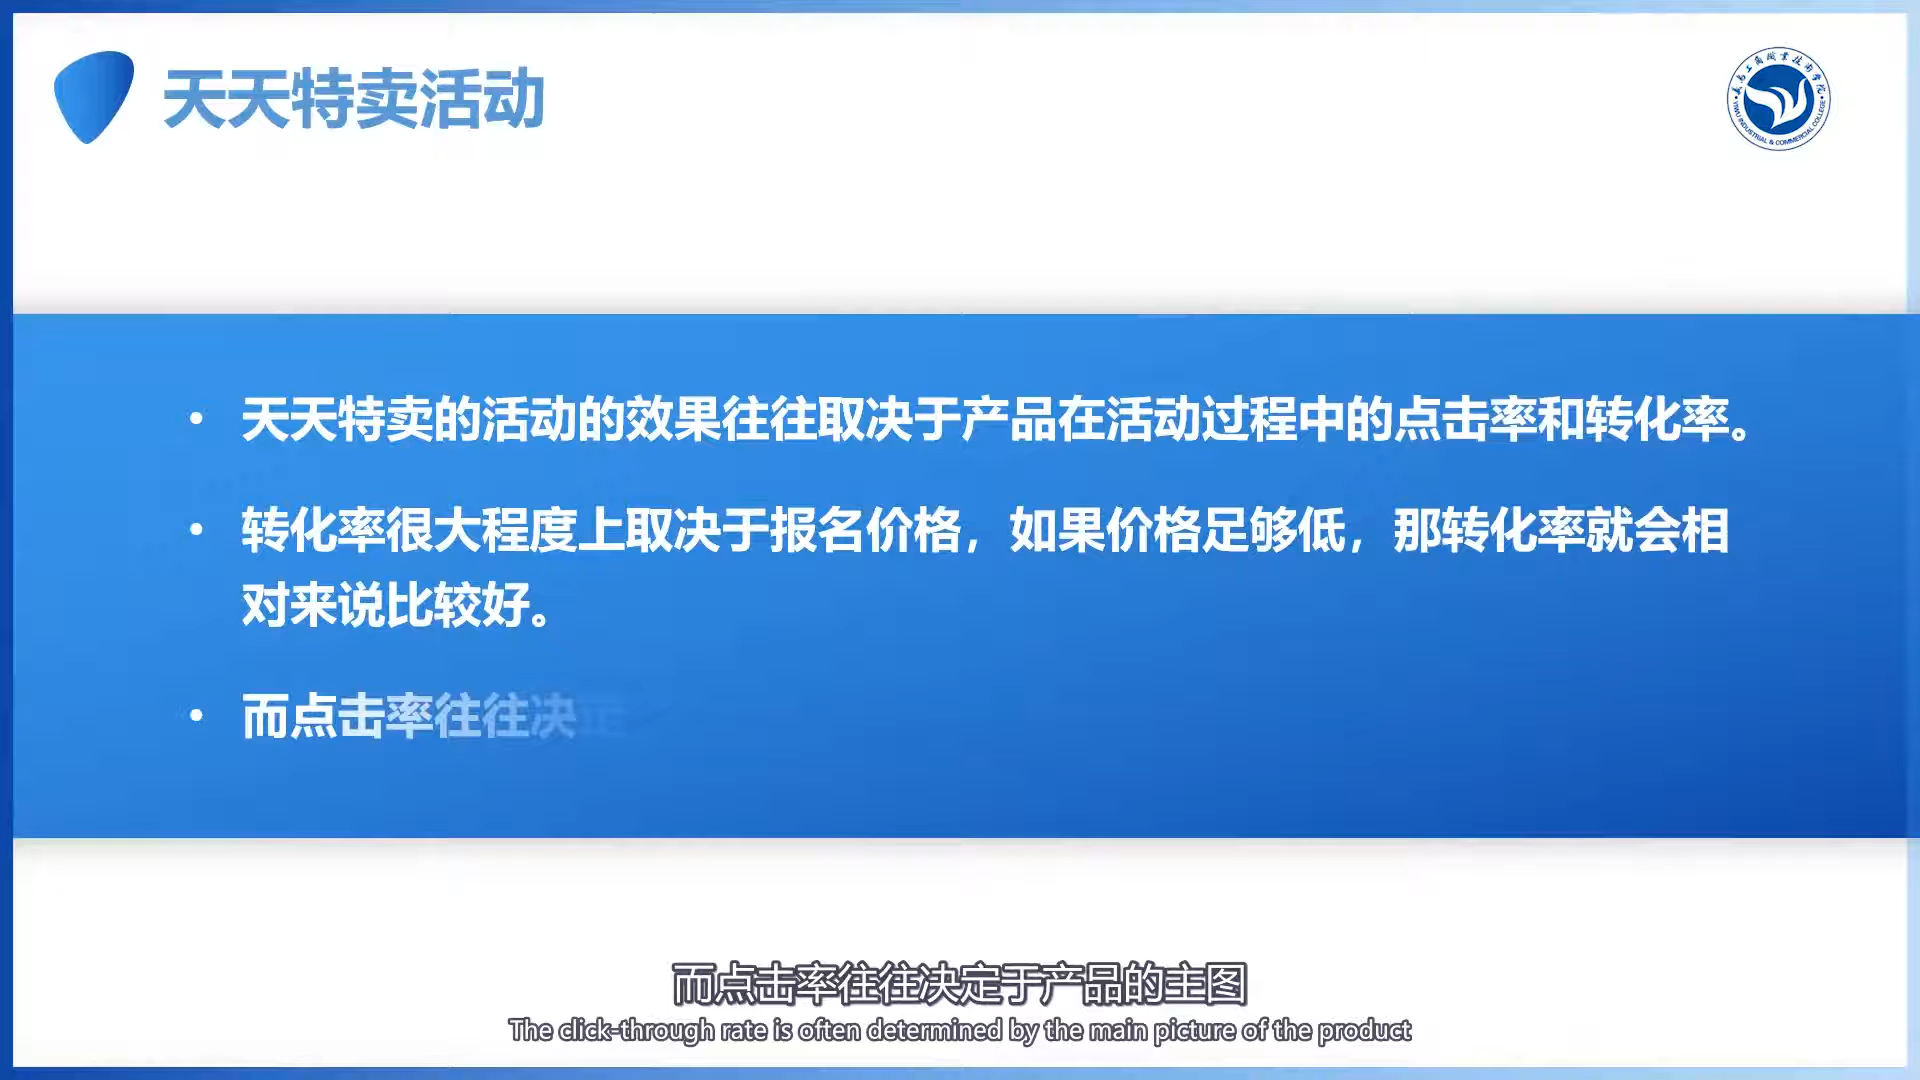 天天特卖活动
YIWU INDUSTRIAL & COMMERCIAL COLLEGE
• 天天特卖的活动的效果往往取决于产品在活动过程中的点击率和转化率。
• 转化率很大程度上取决于报名价格，如果价格足够低，那转化率就会相
对来说比较好。
• 而点击率往往决定
而点击率往往决定于产品的主图
The click-through rate is often determined by the main picture of the product